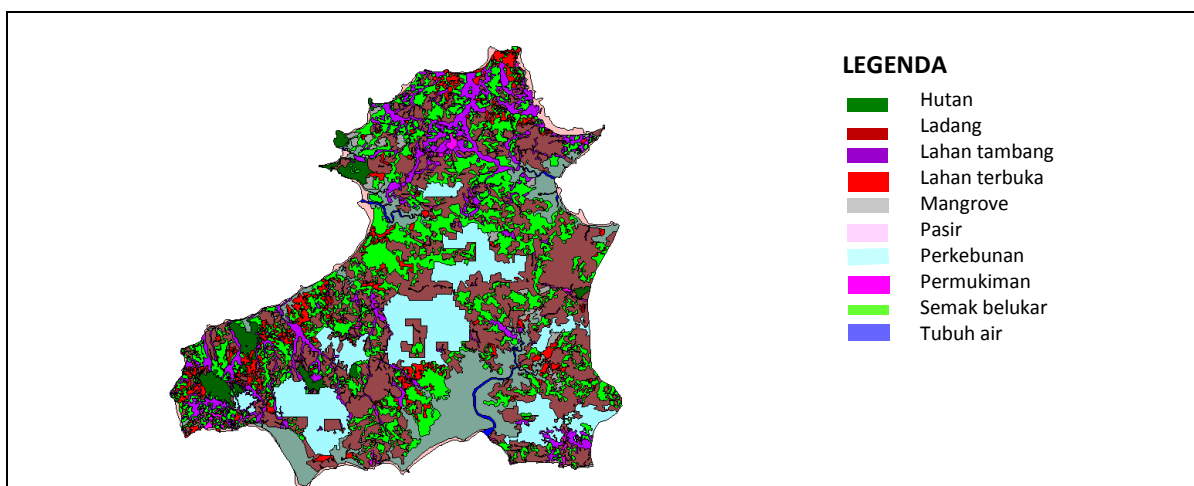 LEGENDA
Hutan
Ladang
Lahan tambang
Lahan terbuka
Mangrove
Pasir
Perkebunan
Permukiman
Semak belukar
Tubuh air